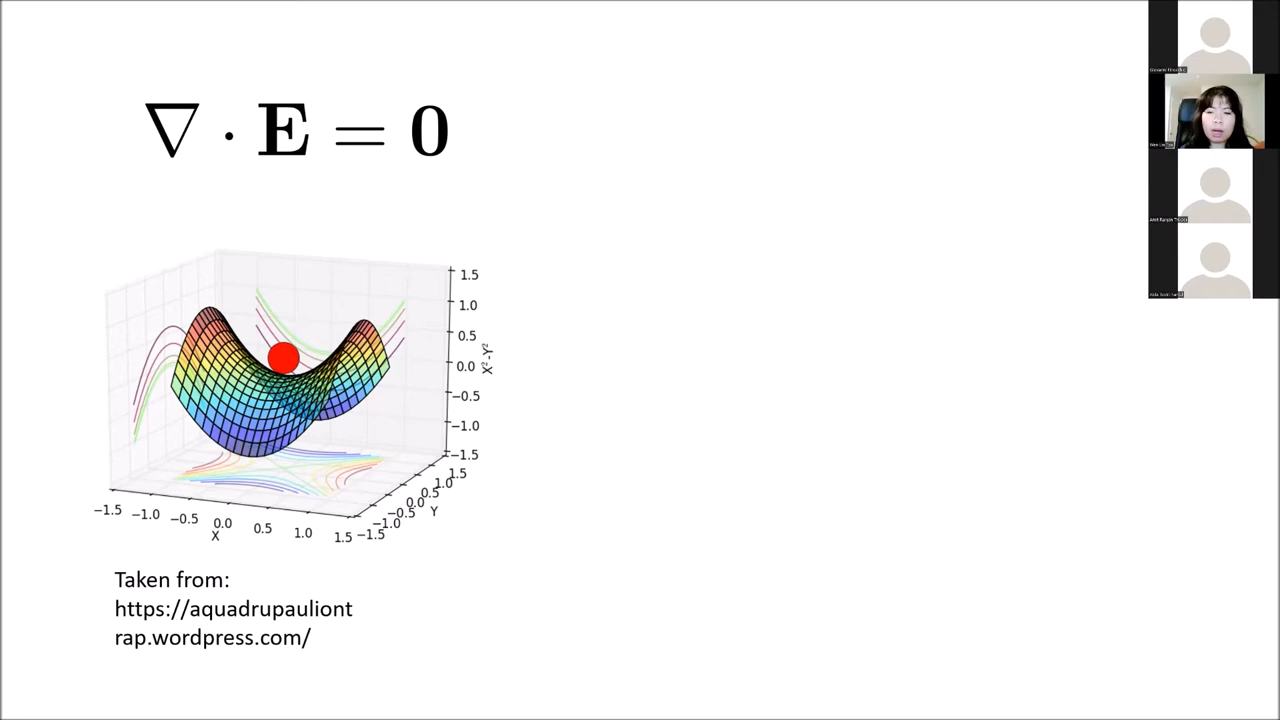 ∇ · E = 0
1.5
1.0
0.5
0.0
−0.5
−1.0
−1.5
X²-Y²
−1.5 −1.0 −0.5 0.0 0.5 1.0 1.5
X
−1.5 −1.0 −0.5 0.0 0.5 1.0 1.5
Y
Taken from:
https://aquadrupauliont
rap.wordpress.com/